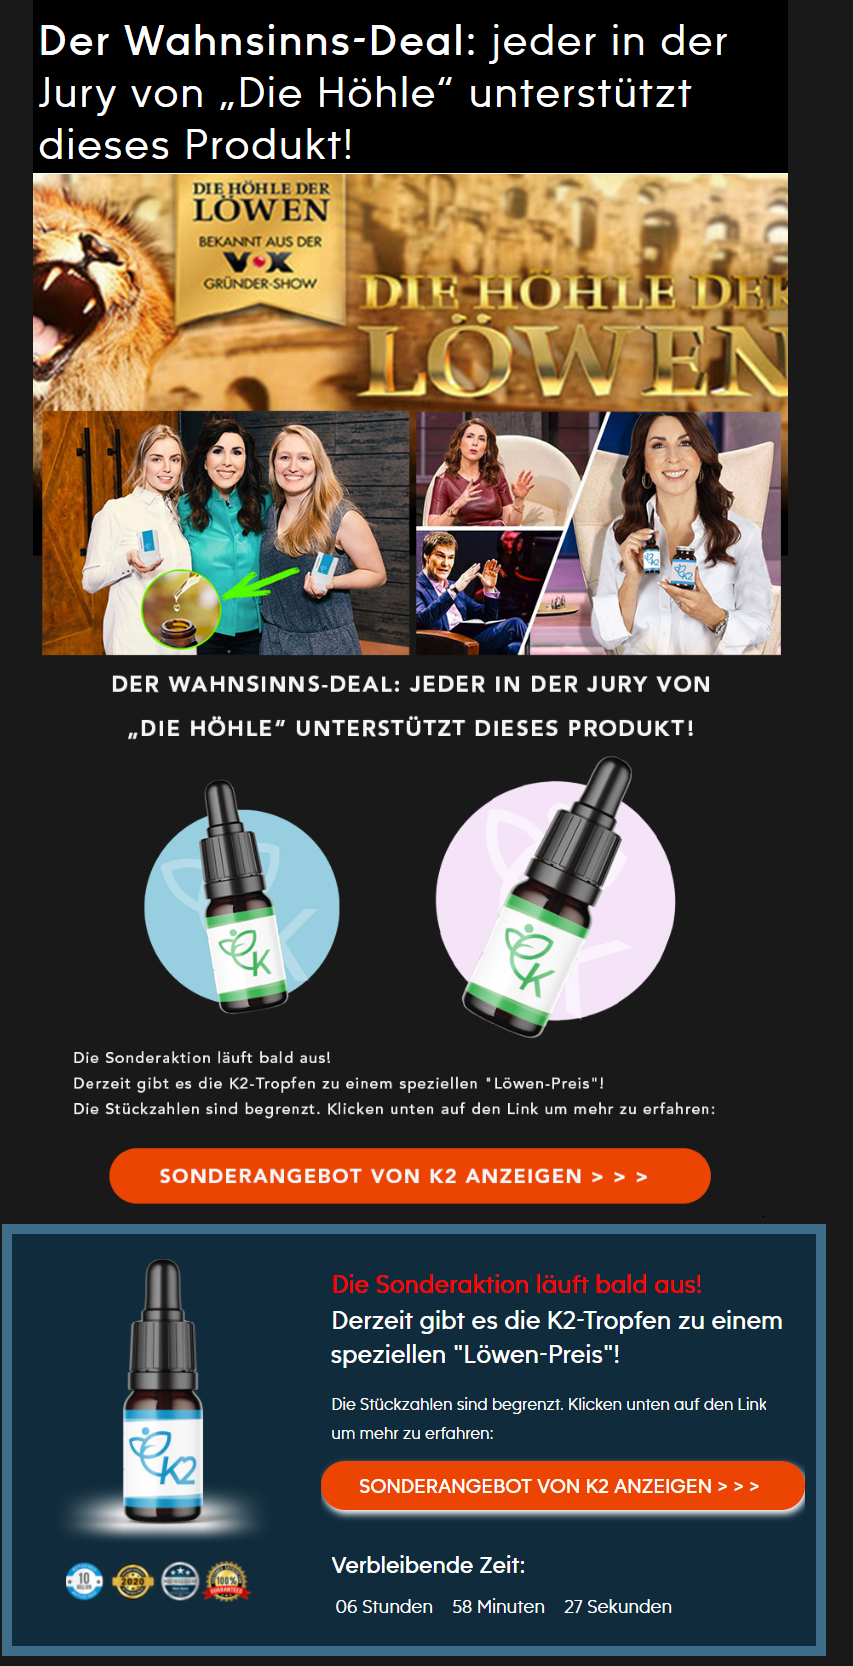 Der Wahnsinns-Deal: jeder in der
Jury von „Die Höhle“ unterstützt
dieses Produkt!
DIE HÖHLE DER
LÖWEN
BEKANNT AUS DER
VOX
GRÜNDER-SHOW
DIE HÖHLE DER
LÖWEN
K2
K2
DER WAHNSINNS-DEAL: JEDER IN DER JURY VON
„DIE HÖHLE“ UNTERSTÜTZT DIESES PRODUKT!
K
K
Die Sonderaktion läuft bald aus!
Derzeit gibt es die K2-Tropfen zu einem speziellen "Löwen-Preis"!
Die Stückzahlen sind begrenzt. Klicken unten auf den Link um mehr zu erfahren:
SONDERANGEBOT VON K2 ANZEIGEN > > >
Die Sonderaktion läuft bald aus!
Derzeit gibt es die K2-Tropfen zu einem
speziellen "Löwen-Preis"!
Die Stückzahlen sind begrenzt. Klicken unten auf den Link
um mehr zu erfahren:
SONDERANGEBOT VON K2 ANZEIGEN > > >
K2
10
2020
100%
GUARANTEED
Verbleibende Zeit:
06 Stunden 58 Minuten 27 Sekunden